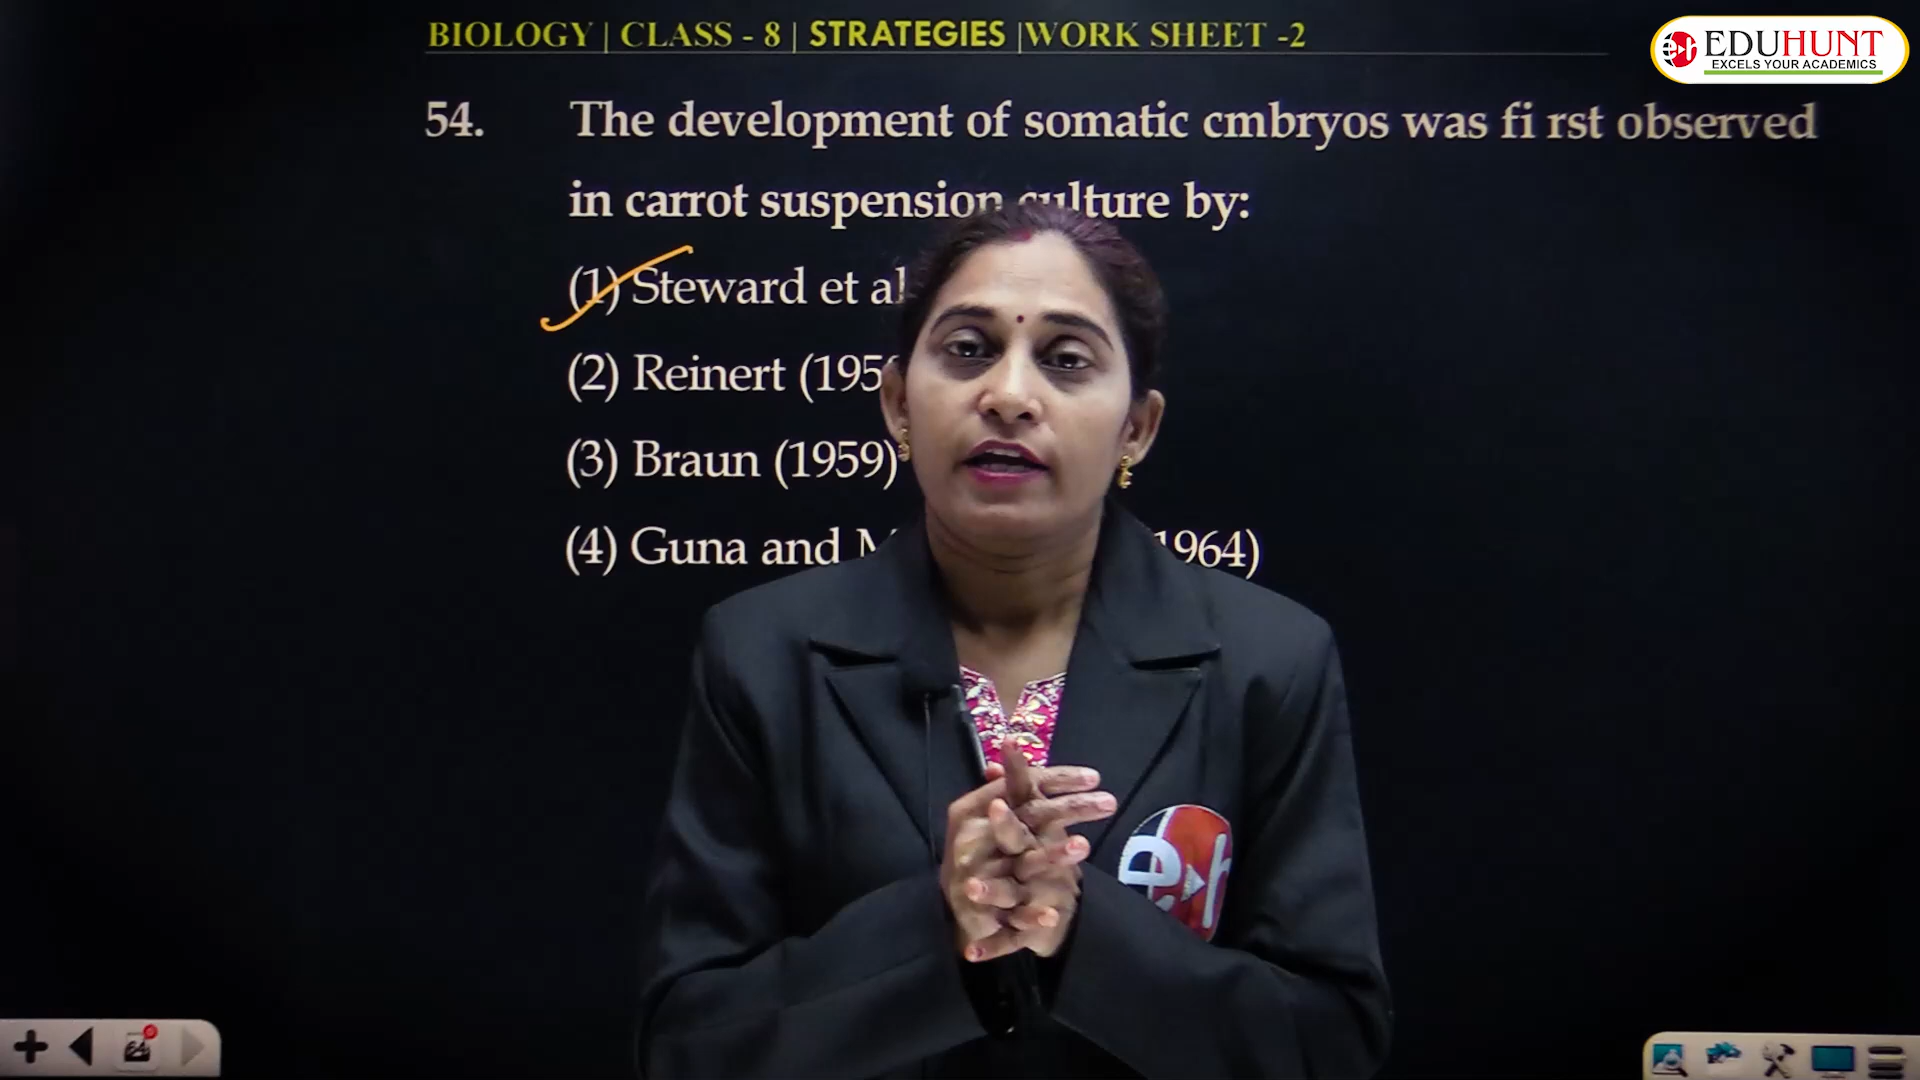 BIOLOGY | CLASS - 8 | STRATEGIES |WORK SHEET -2
EDUHUNT
EXCELS YOUR ACADEMICS
54. The development of somatic cmbryos was fi rst observed
in carrot suspension culture by:
(1) Steward et al
(2) Reinert (195
(3) Braun (1959)
(4) Guna and 1964)
64